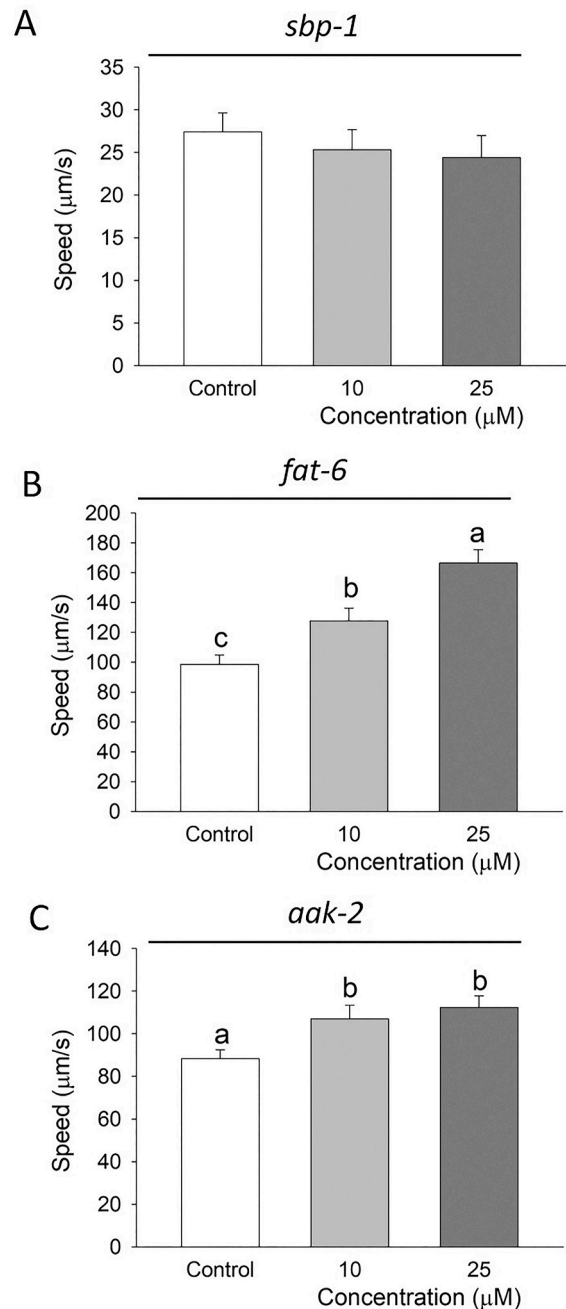 A
sbp-1
35
30
25
20
15
10
5
0
Speed (μm/s)
Control 10 25
Concentration (μM)
B
fat-6
200
180
160
140
120
100
80
60
40
20
0
Speed (μm/s)
c
b
a
Control 10 25
Concentration (μM)
C
aak-2
140
120
100
80
60
40
20
0
Speed (μm/s)
a
b
b
Control 10 25
Concentration (μM)